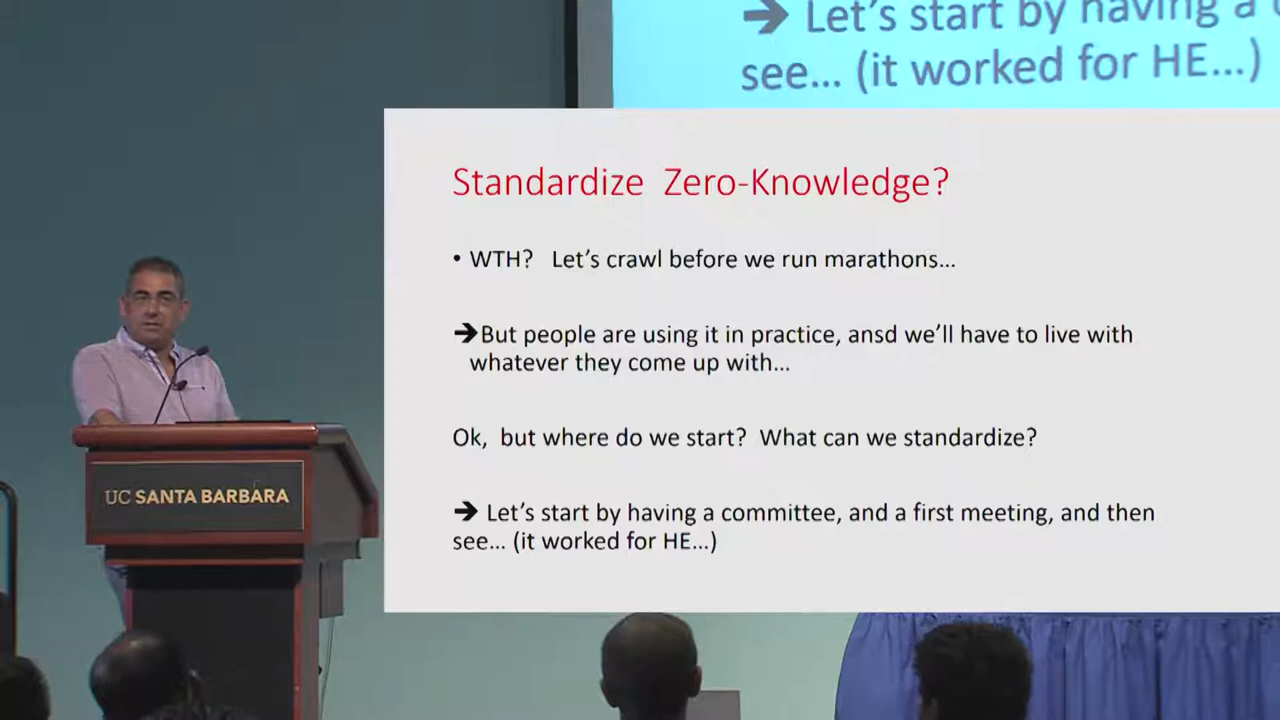 ➔ Let's start by having a
see... (it worked for HE...)
Standardize Zero-Knowledge?
• WTH? Let's crawl before we run marathons...
➔But people are using it in practice, ansd we'll have to live with
whatever they come up with...
Ok, but where do we start? What can we standardize?
➔ Let's start by having a committee, and a first meeting, and then
see... (it worked for HE...)
UC SANTA BARBARA